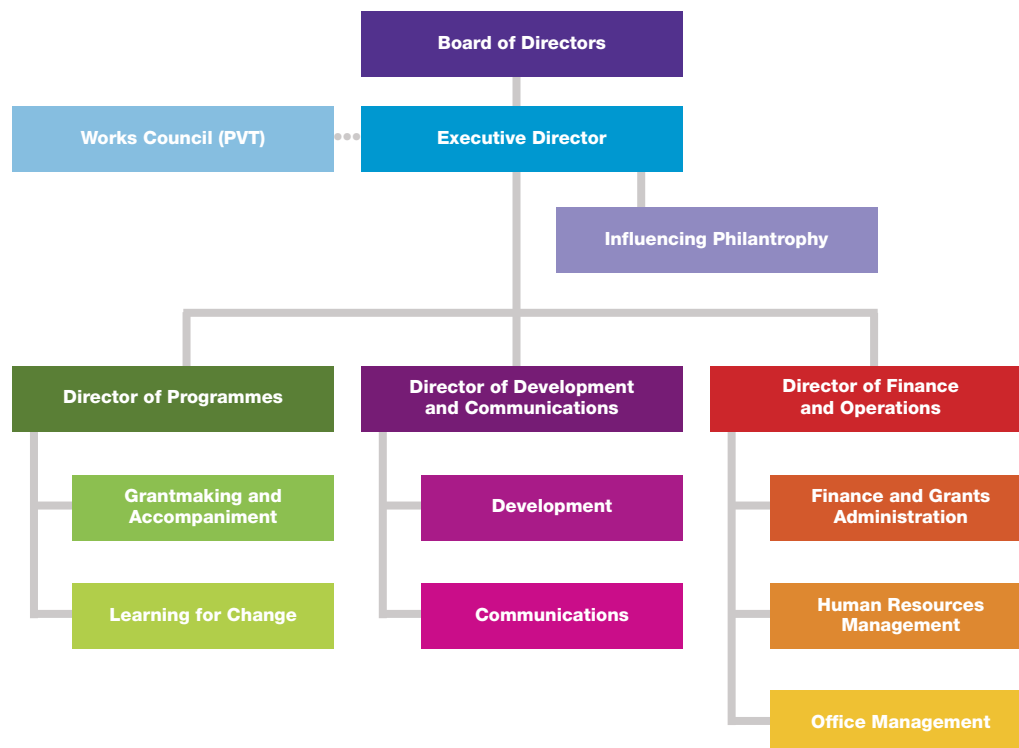 Board of Directors
Works Council (PVT)
Executive Director
Influencing Philantrophy
Director of Programmes
Director of Development
and Communications
Director of Finance
and Operations
Grantmaking and
Accompaniment
Development
Finance and Grants
Administration
Learning for Change
Communications
Human Resources
Management
Office Management